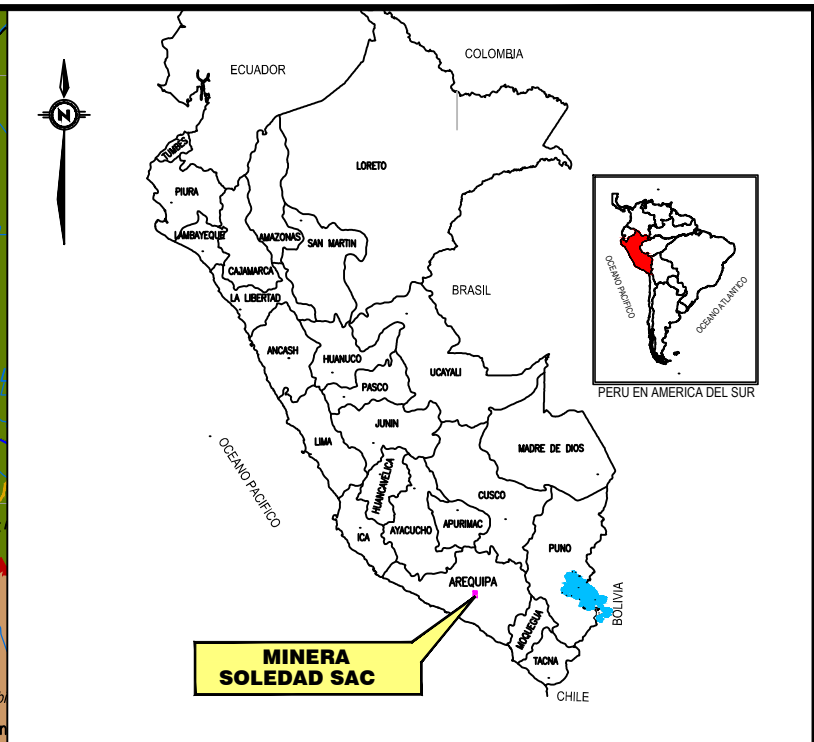 COLOMBIA
ECUADOR
N
TUMBES
LORETO
PIURA
LAMBAYEQUE
AMAZONAS
SAN MARTIN
CAJAMARCA
LA LIBERTAD
BRASIL
OCEANO PACIFICO
OCEANO ATLANTICO
PERU EN AMERICA DEL SUR
ANCASH
HUANUCO
UCAYALI
PASCO
JUNIN
LIMA
MADRE DE DIOS
OCEANO PACIFICO
HUANCAVÉLICA
CUSCO
ICA
AYACUCHO
APURIMAC
PUNO
AREQUIPA
BOLIVIA
MOQUEGUA
MINERA
SOLEDAD SAC
TACNA
CHILE